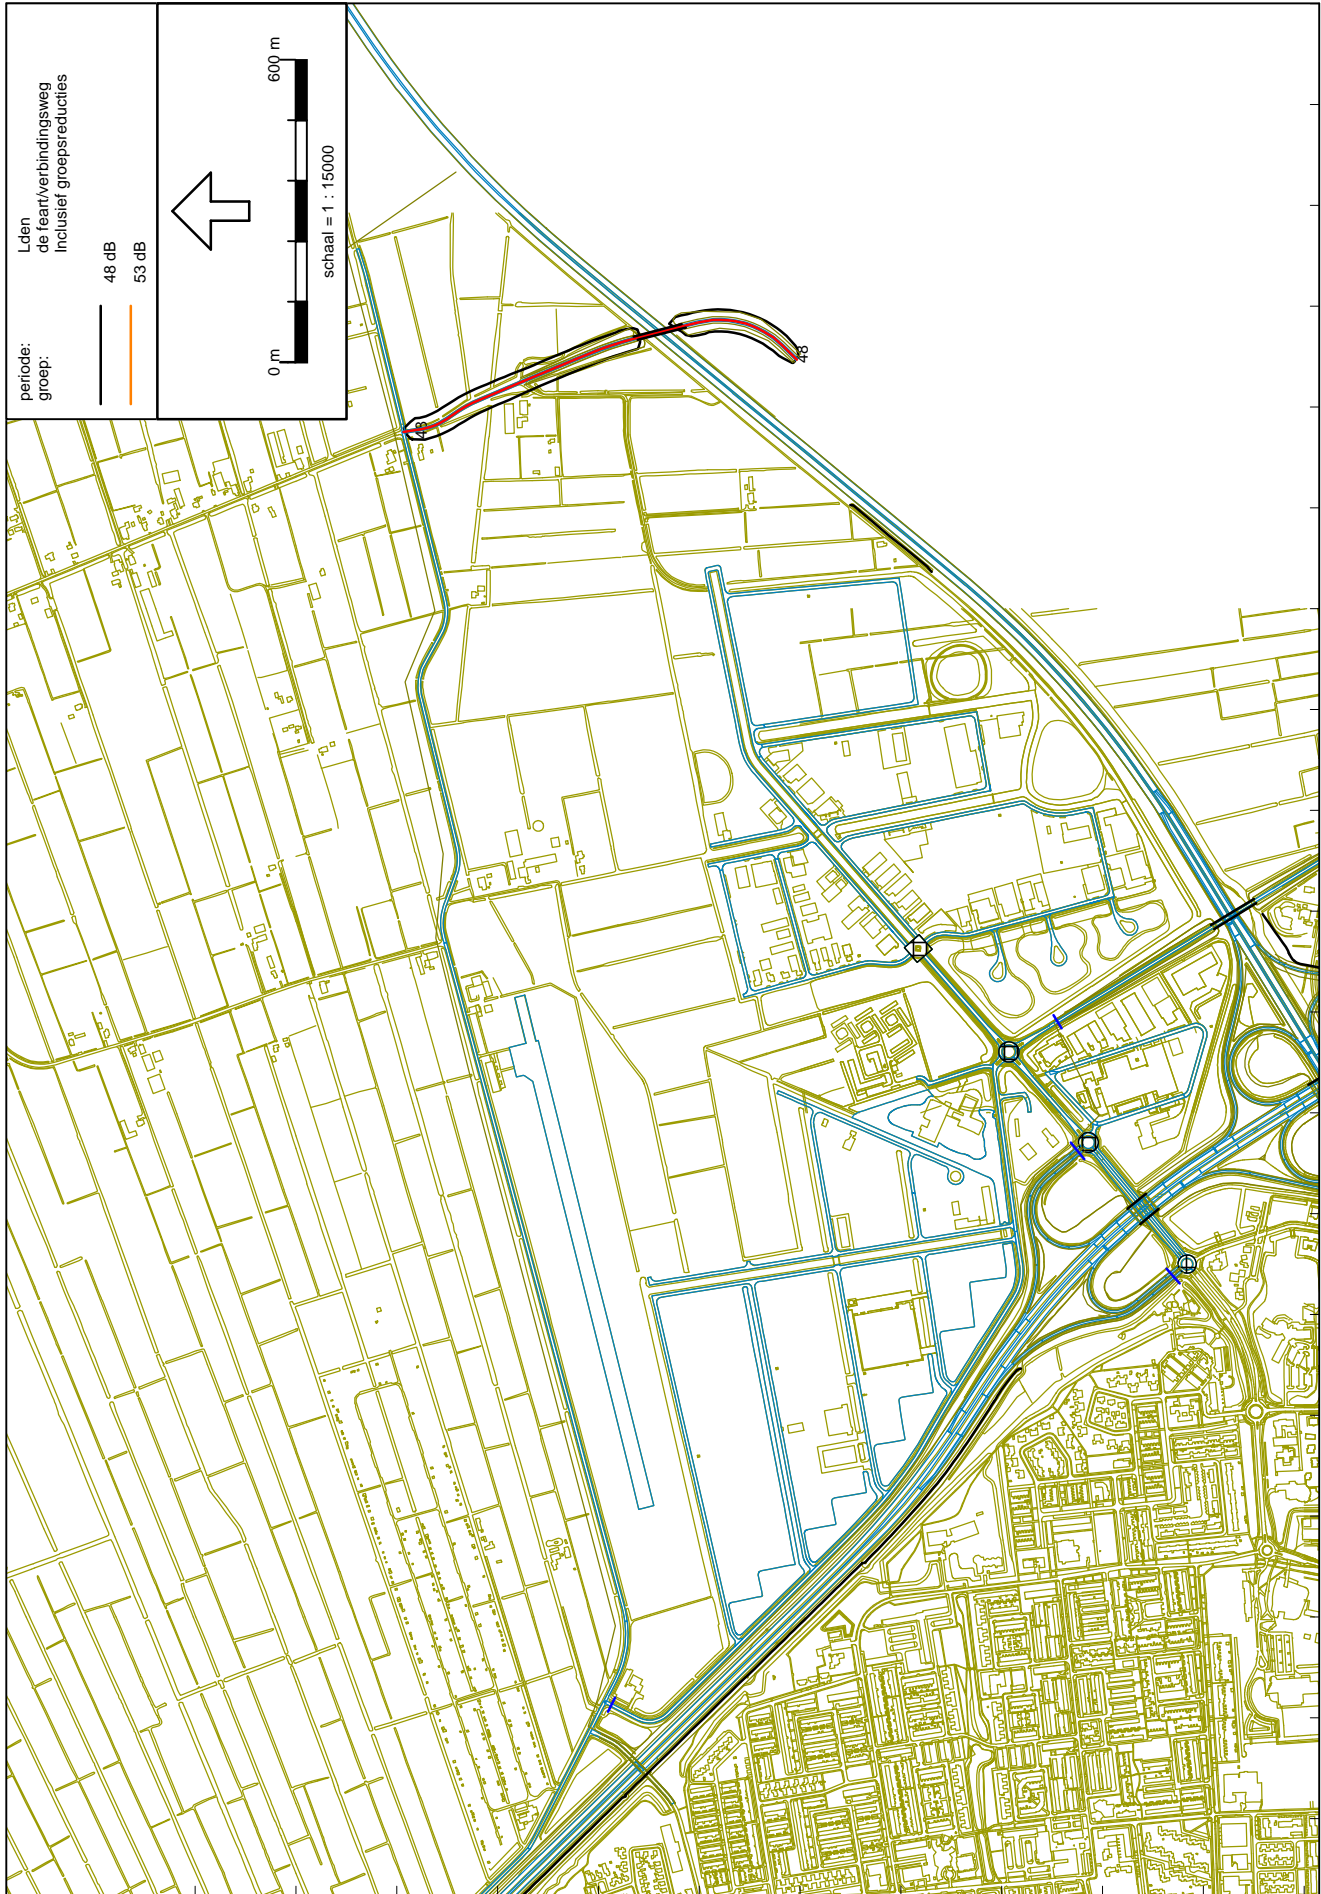 periode: Lden
groep: de feart/verbindingsweg
Inclusief groepsreducties
48 dB
53 dB
0 m 600 m
schaal = 1 : 15000
48
48